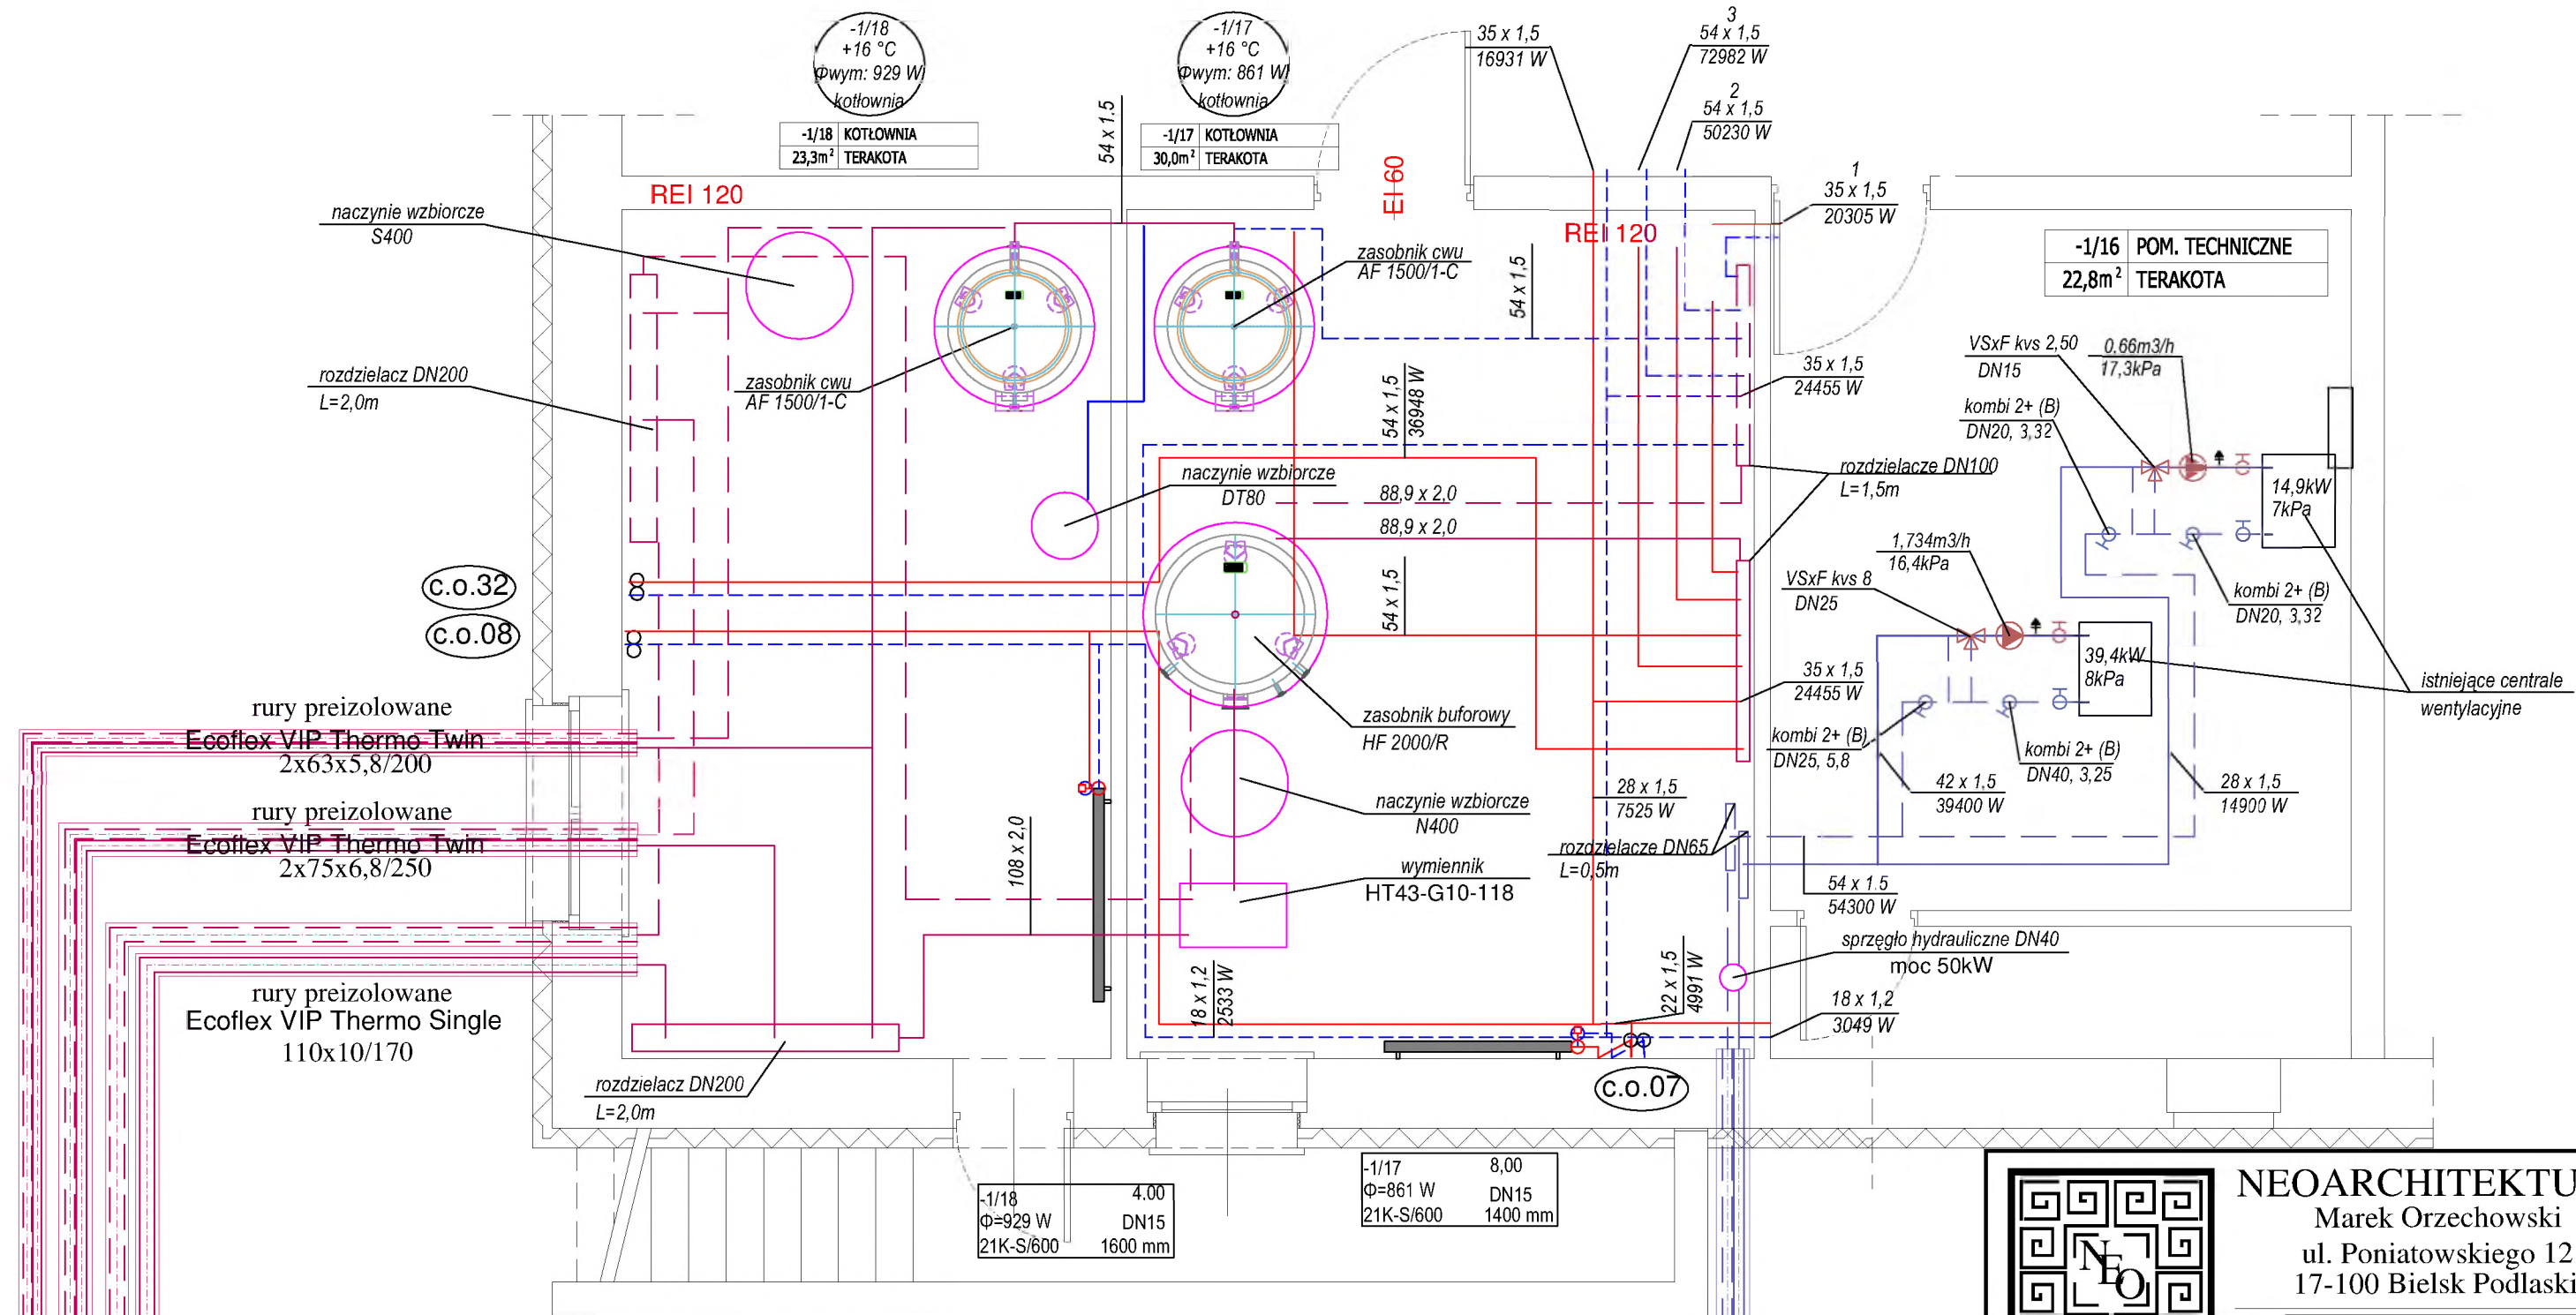 -1/18
+16 °C
Φwym: 929 W
kotłownia
-1/18 KOTŁOWNIA
23,3m² TERAKOTA
-1/17
+16 °C
Φwym: 861 W
kotłownia
-1/17 KOTŁOWNIA
30,0m² TERAKOTA
54 x 1.5
35 x 1,5
16931 W
3
54 x 1,5
72982 W
2
54 x 1,5
50230 W
1
35 x 1,5
20305 W
REI 120
EI 60
REI 120
naczynie wzbiorcze
S400
zasobnik cwu
AF 1500/1-C
54 x 1,5
-1/16 POM. TECHNICZNE
22,8m² TERAKOTA
rozdzielacz DN200
L=2,0m
zasobnik cwu
AF 1500/1-C
54 x 1,5
36948 W
35 x 1,5
24455 W
VSxF kvs 2,50
DN15
0,66m3/h
17,3kPa
kombi 2+ (B)
DN20, 3,32
naczynie wzbiorcze
DT80
88,9 x 2,0
88,9 x 2,0
rozdzielacze DN100
L=1,5m
14,9kW
7kPa
1,734m3/h
16,4kPa
VSxF kvs 8
DN25
kombi 2+ (B)
DN20, 3,32
c.o.32
c.o.08
54 x 1,5
35 x 1,5
24455 W
39,4kW
8kPa
istniejące centrale
wentylacyjne
rury preizolowane
Ecoflex VIP Thermo Twin
2x63x5,8/200
zasobnik buforowy
HF 2000/R
kombi 2+ (B)
DN25, 5,8
kombi 2+ (B)
DN40, 3,25
28 x 1,5
7525 W
42 x 1,5
39400 W
28 x 1,5
14900 W
rury preizolowane
Ecoflex VIP Thermo Twin
2x75x6,8/250
108 x 2,0
naczynie wzbiorcze
N400
rozdzielacze DN65
L=0,5m
wymiennik
HT43-G10-118
54 x 1.5
54300 W
sprzęgło hydrauliczne DN40
moc 50kW
rury preizolowane
Ecoflex VIP Thermo Single
110x10/170
18 x 1,2
2533 W
22 x 1,5
4991 W
18 x 1,2
3049 W
rozdzielacz DN200
L=2,0m
c.o.07
-1/18 4.00
Φ=929 W DN15
21K-S/600 1600 mm
-1/17 8,00
Φ=861 W DN15
21K-S/600 1400 mm
NEO
NEOARCHITEKTU
Marek Orzechowski
ul. Poniatowskiego 12
17-100 Bielsk Podlask